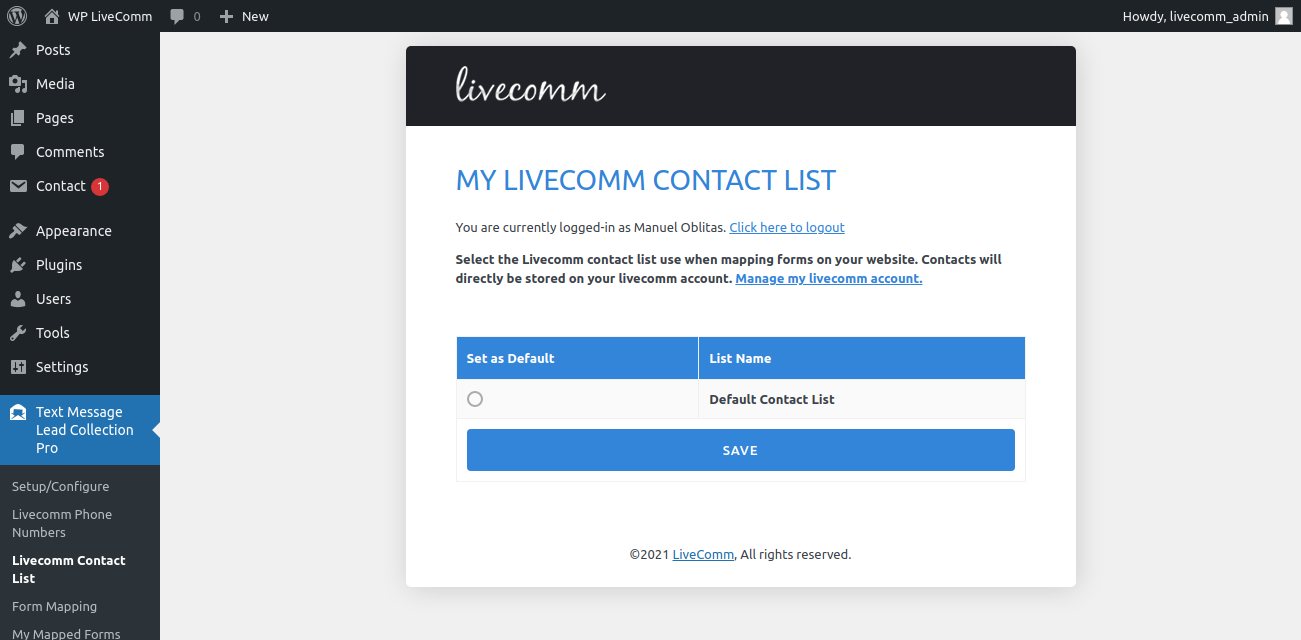 WP LiveComm 0 New Howdy, livecomm_admin
Posts
Media
Pages
Comments
Contact 1
Appearance
Plugins
Users
Tools
Settings
Text Message
Lead Collection
Pro
Setup/Configure
Livecomm Phone
Numbers
Livecomm Contact
List
Form Mapping
My Mapped Forms
livecomm
MY LIVECOMM CONTACT LIST
You are currently logged-in as Manuel Oblitas. Click here to logout
Select the Livecomm contact list use when mapping forms on your website. Contacts will
directly be stored on your livecomm account. Manage my livecomm account.
Set as Default List Name
Default Contact List
SAVE
©2021 LiveComm, All rights reserved.